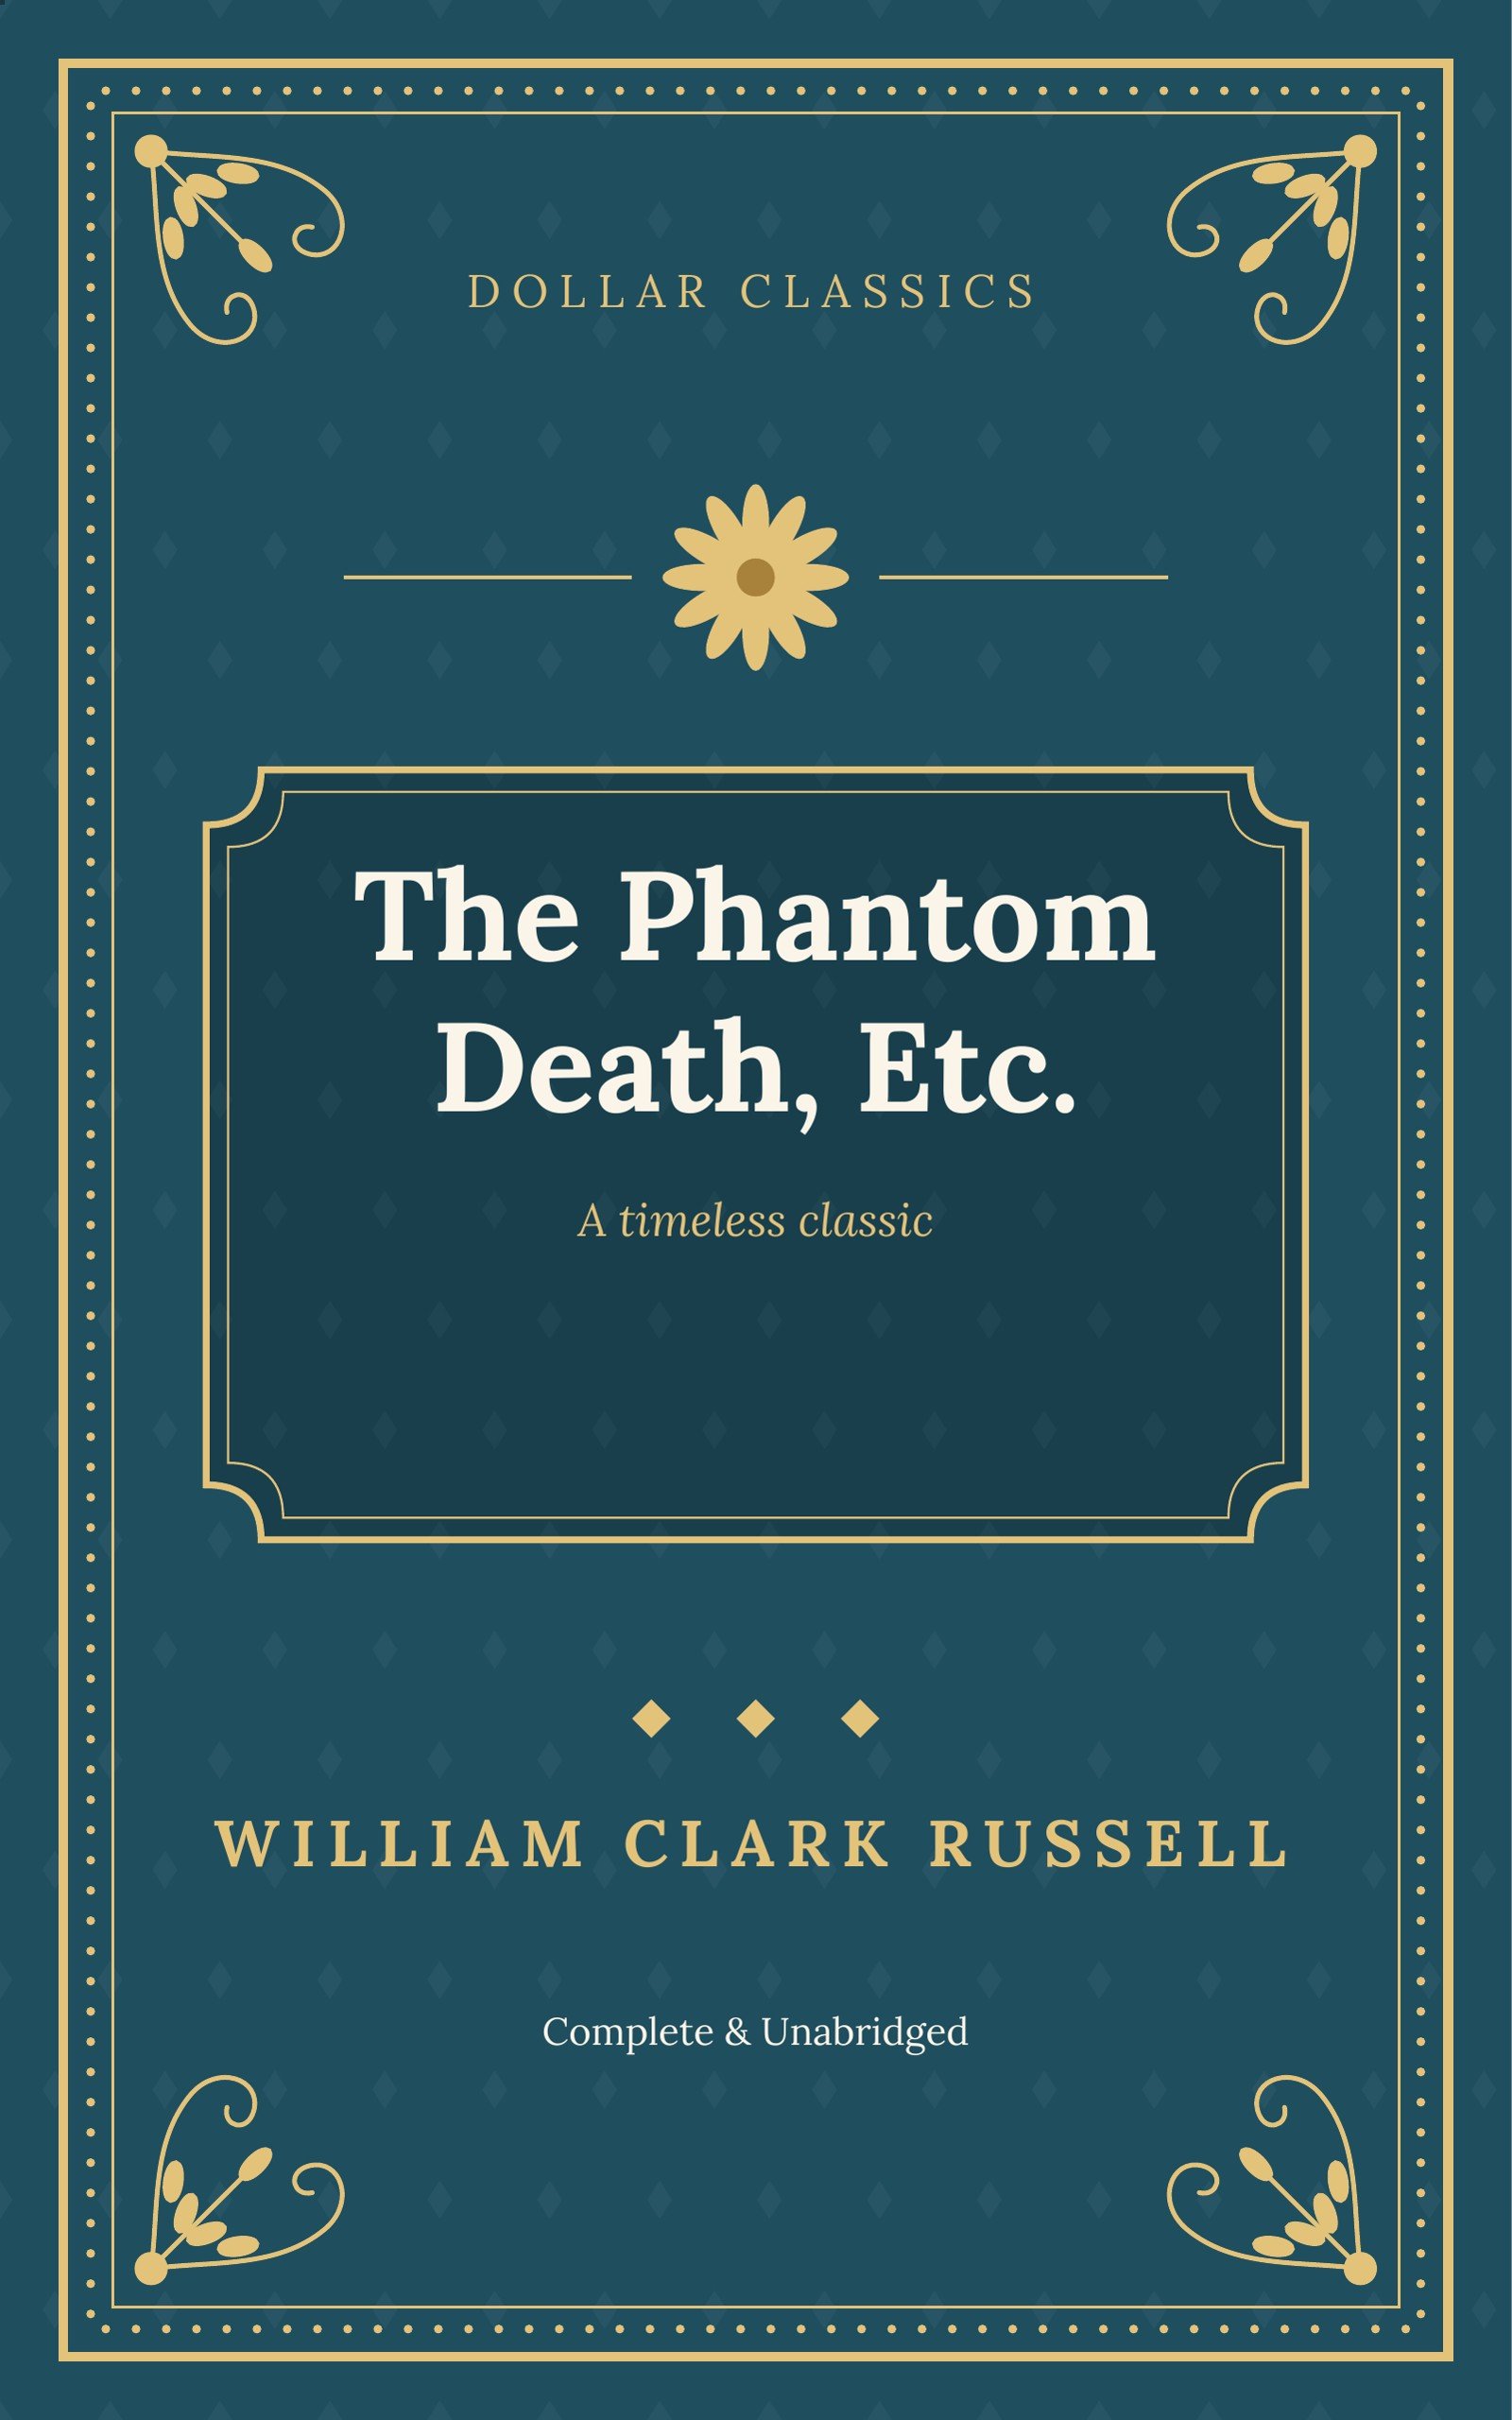 DOLLAR CLASSICS
The Phantom
Death, Etc.
A timeless classic
WILLIAM CLARK RUSSELL
Complete & Unabridged